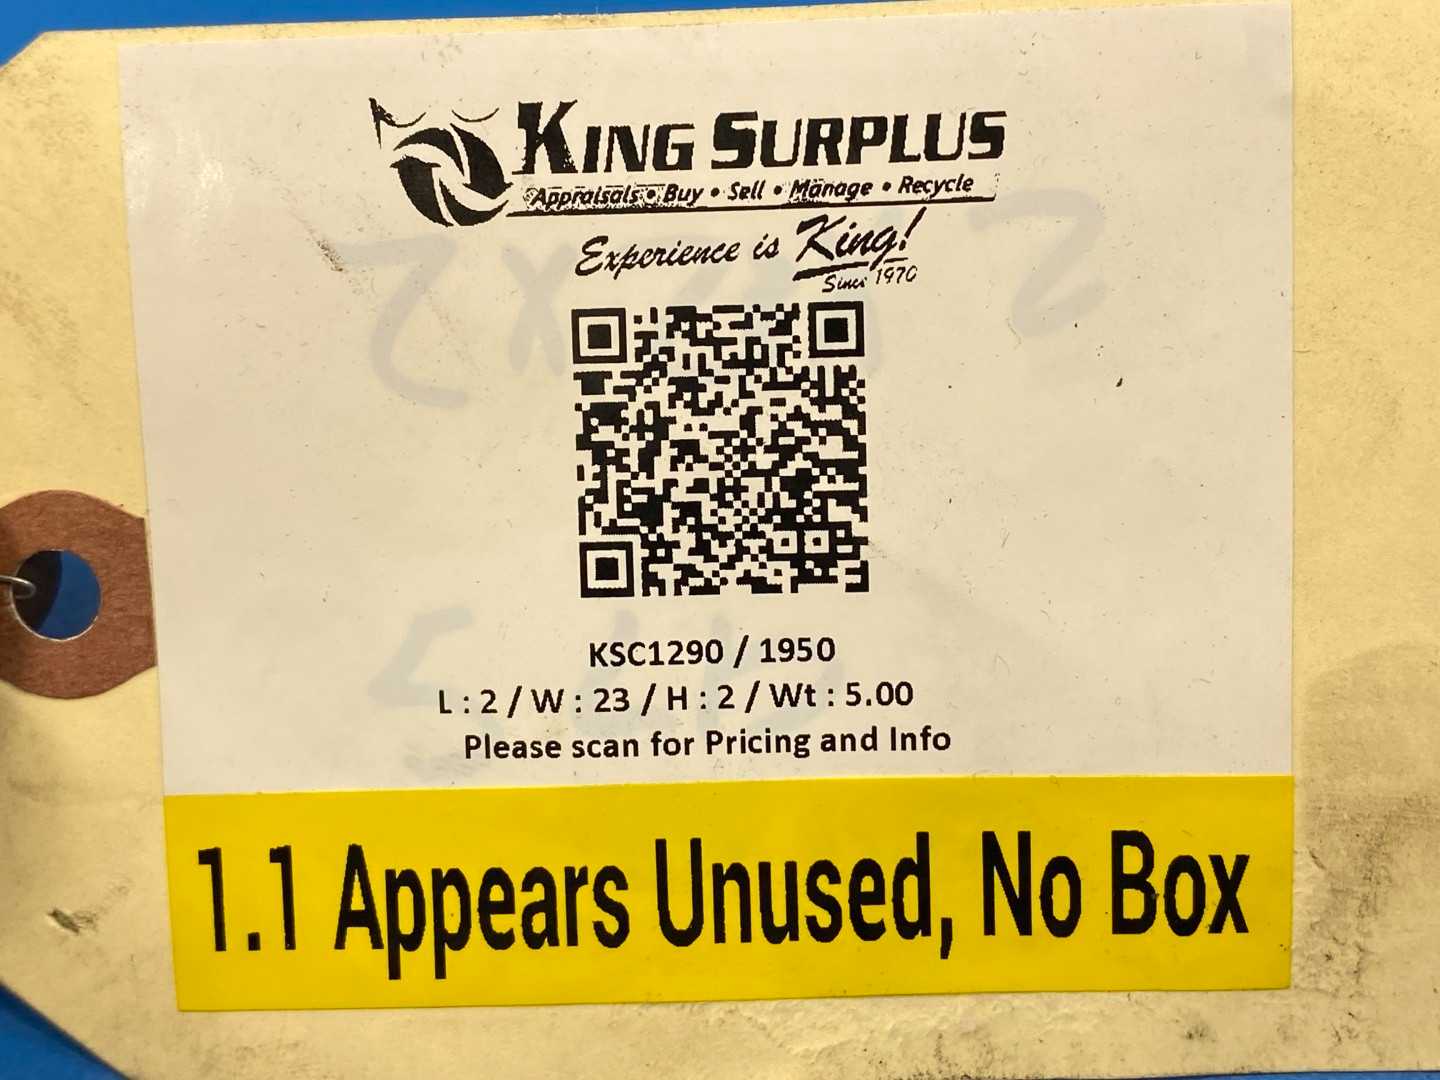 KING SURPLUS
Appraisals • Buy • Sell • Manage • Recycle
Experience is King!
Since 1970
KSC1290 / 1950
L : 2 / W : 23 / H : 2 / Wt : 5.00
Please scan for Pricing and Info
1.1 Appears Unused, No Box